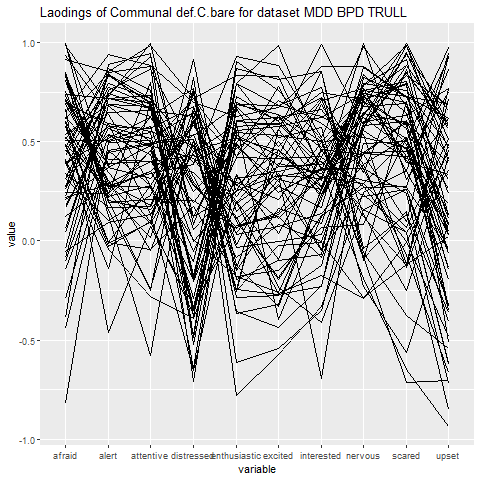 Laodings of Communal def.C.bare for dataset MDD BPD TRULL
1.0
0.5
0.0
-0.5
-1.0
value
afraid alert attentive distressed enthusiastic excited interested nervous scared upset
variable